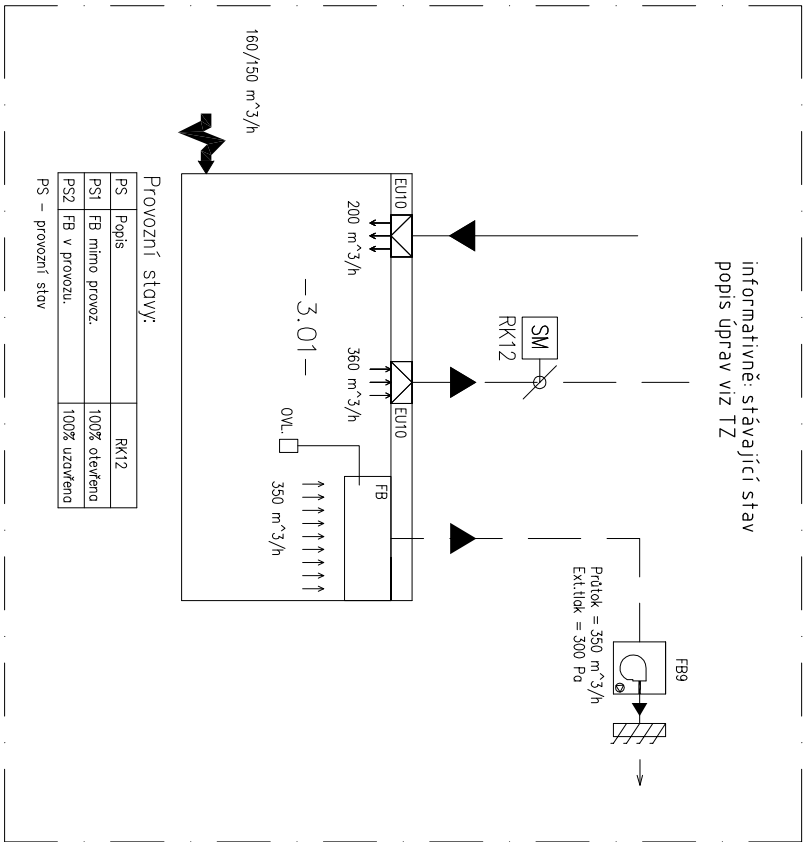 informativně: stávající stav
popis úprav viz TZ
FB9
Průtok = 350 m^3/h
Ext.tlak = 300 Pa
SM
RK12
EU10
EU10
200 m^3/h
360 m^3/h
-3.01-
FB
OVL.
350 m^3/h
160/150 m^3/h
Provozní stavy:
PS Popis RK12
PS1 FB mimo provoz. 100% otevřena
PS2 FB v provozu. 100% uzavřena
PS - provozní stav